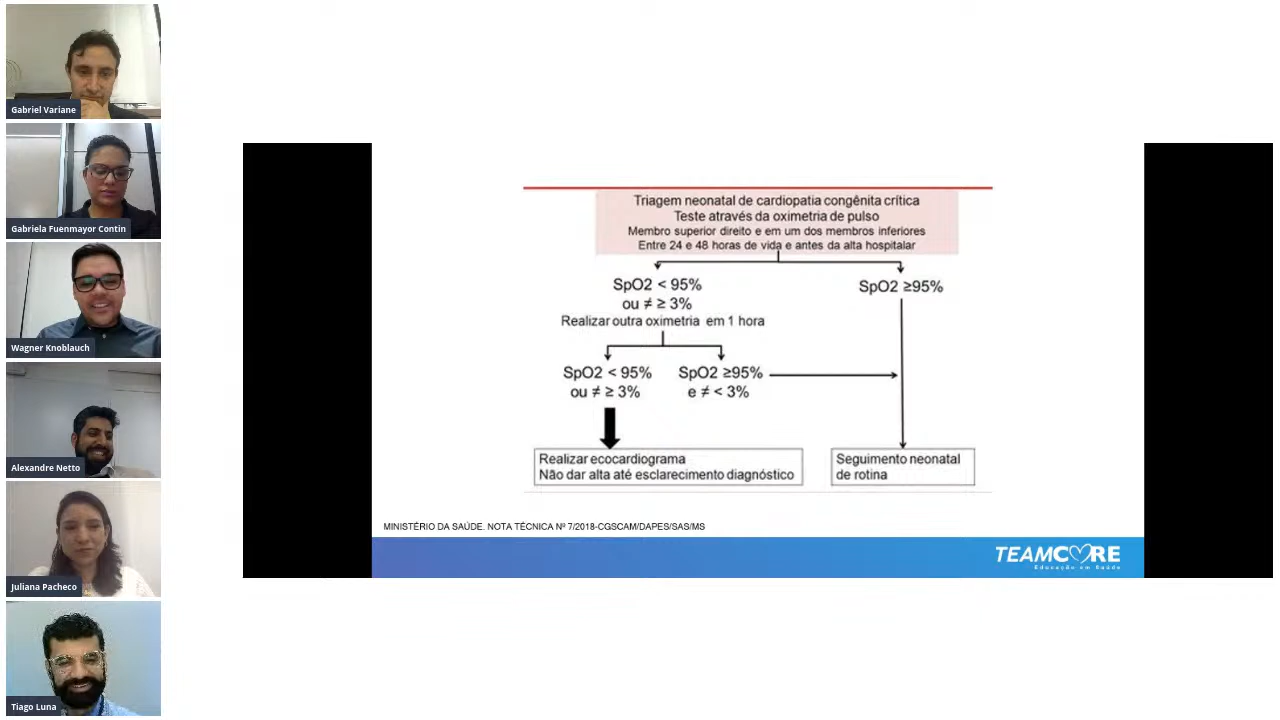 Gabriel Variane
Gabriela Fuenmayor Contin
Wagner Knoblauch
Alexandre Netto
Juliana Pacheco
Tiago Luna
Triagem neonatal de cardiopatia congênita crítica
Teste através da oximetria de pulso
Membro superior direito e em um dos membros inferiores
Entre 24 e 48 horas de vida e antes da alta hospitalar
SpO2 < 95%
ou ≠ ≥ 3%
Realizar outra oximetria em 1 hora
SpO2 ≥95%
SpO2 < 95%
ou ≠ ≥ 3%
SpO2 ≥95%
e ≠ < 3%
Realizar ecocardiograma
Não dar alta até esclarecimento diagnóstico
Seguimento neonatal
de rotina
MINISTÉRIO DA SAÚDE. NOTA TÉCNICA Nº 7/2018-CGSCAM/DAPES/SAS/MS
TEAMCORE
Educação em Saúde